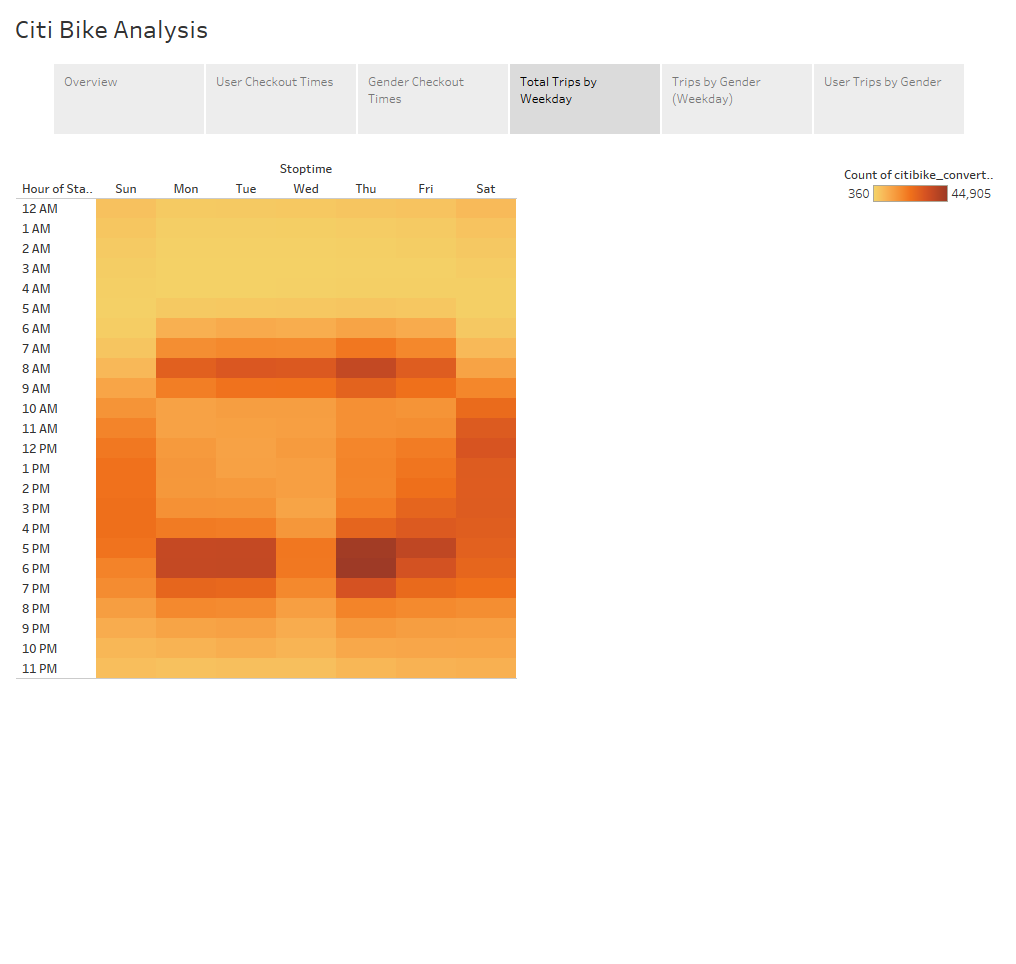 Citi Bike Analysis
Overview
User Checkout Times
Gender Checkout
Times
Total Trips by
Weekday
Trips by Gender
(Weekday)
User Trips by Gender
Stoptime
Hour of Sta.. Sun Mon Tue Wed Thu Fri Sat
12 AM
1 AM
2 AM
3 AM
4 AM
5 AM
6 AM
7 AM
8 AM
9 AM
10 AM
11 AM
12 PM
1 PM
2 PM
3 PM
4 PM
5 PM
6 PM
7 PM
8 PM
9 PM
10 PM
11 PM
Count of citibike_convert..
360 44,905